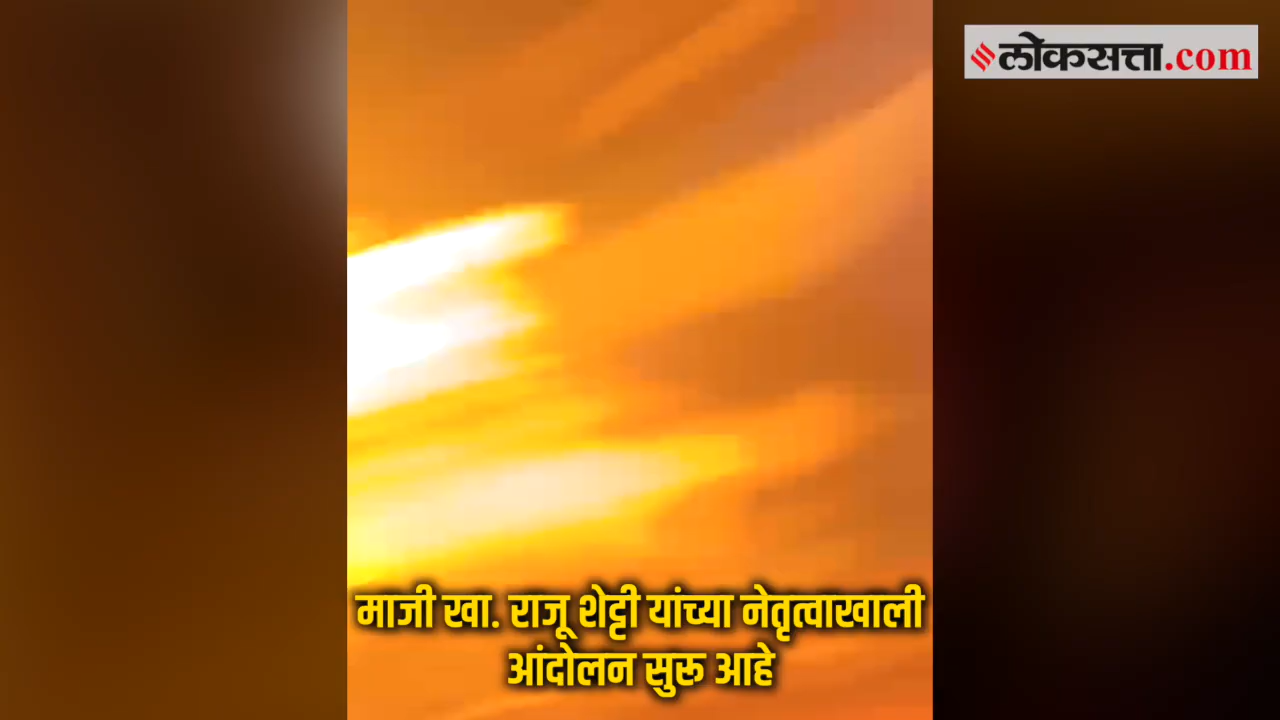 लोकसत्ता.com
माजी खा. राजू शेट्टी यांच्या नेतृत्वाखाली
आंदोलन सुरू आहे